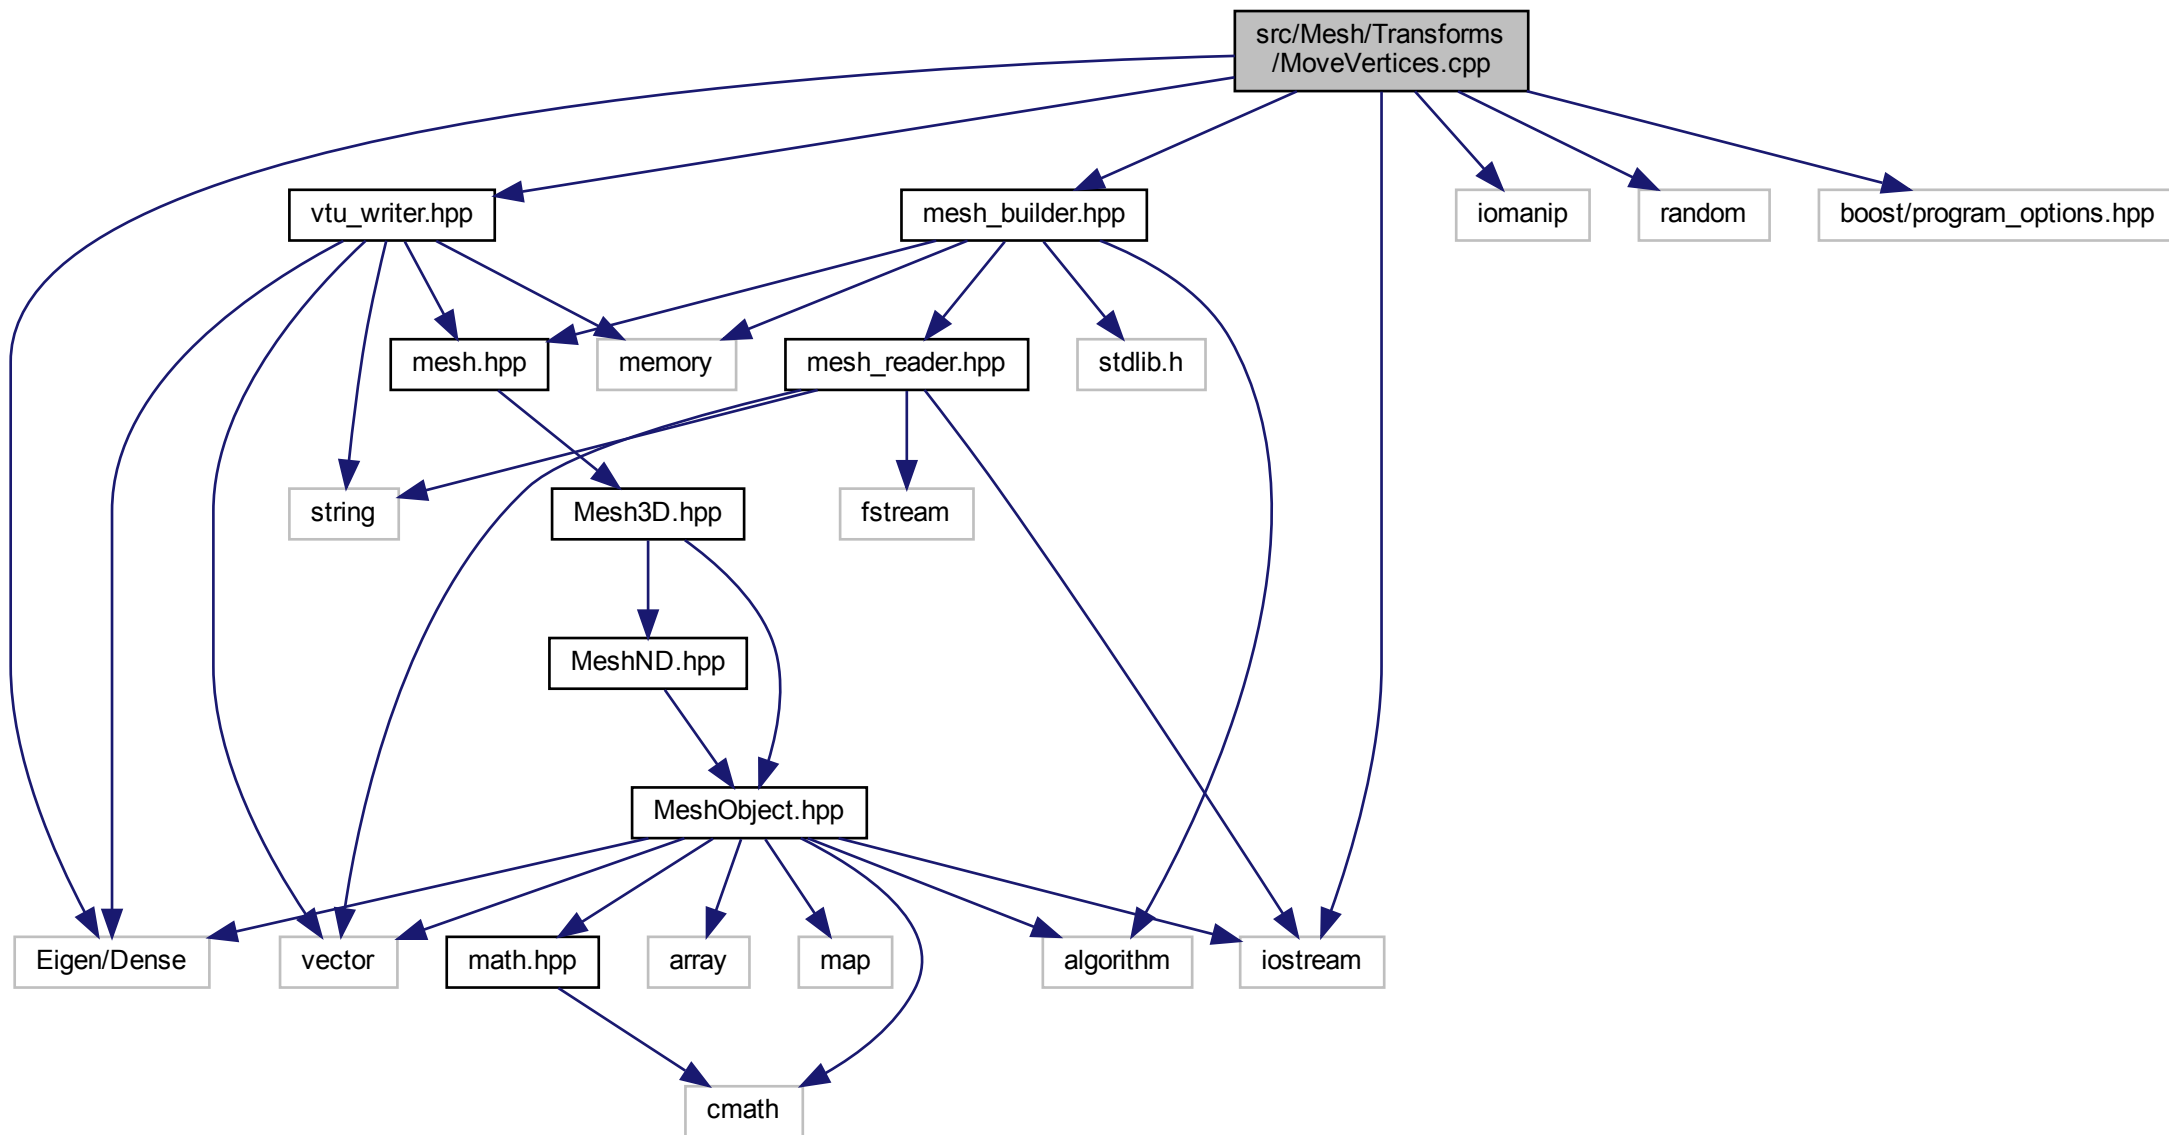 src/Mesh/Transforms
/MoveVertices.cpp
vtu_writer.hpp
mesh_builder.hpp
iomanip
random
boost/program_options.hpp
mesh.hpp
memory
mesh_reader.hpp
stdlib.h
string
Mesh3D.hpp
fstream
MeshND.hpp
MeshObject.hpp
Eigen/Dense
vector
math.hpp
array
map
algorithm
iostream
cmath